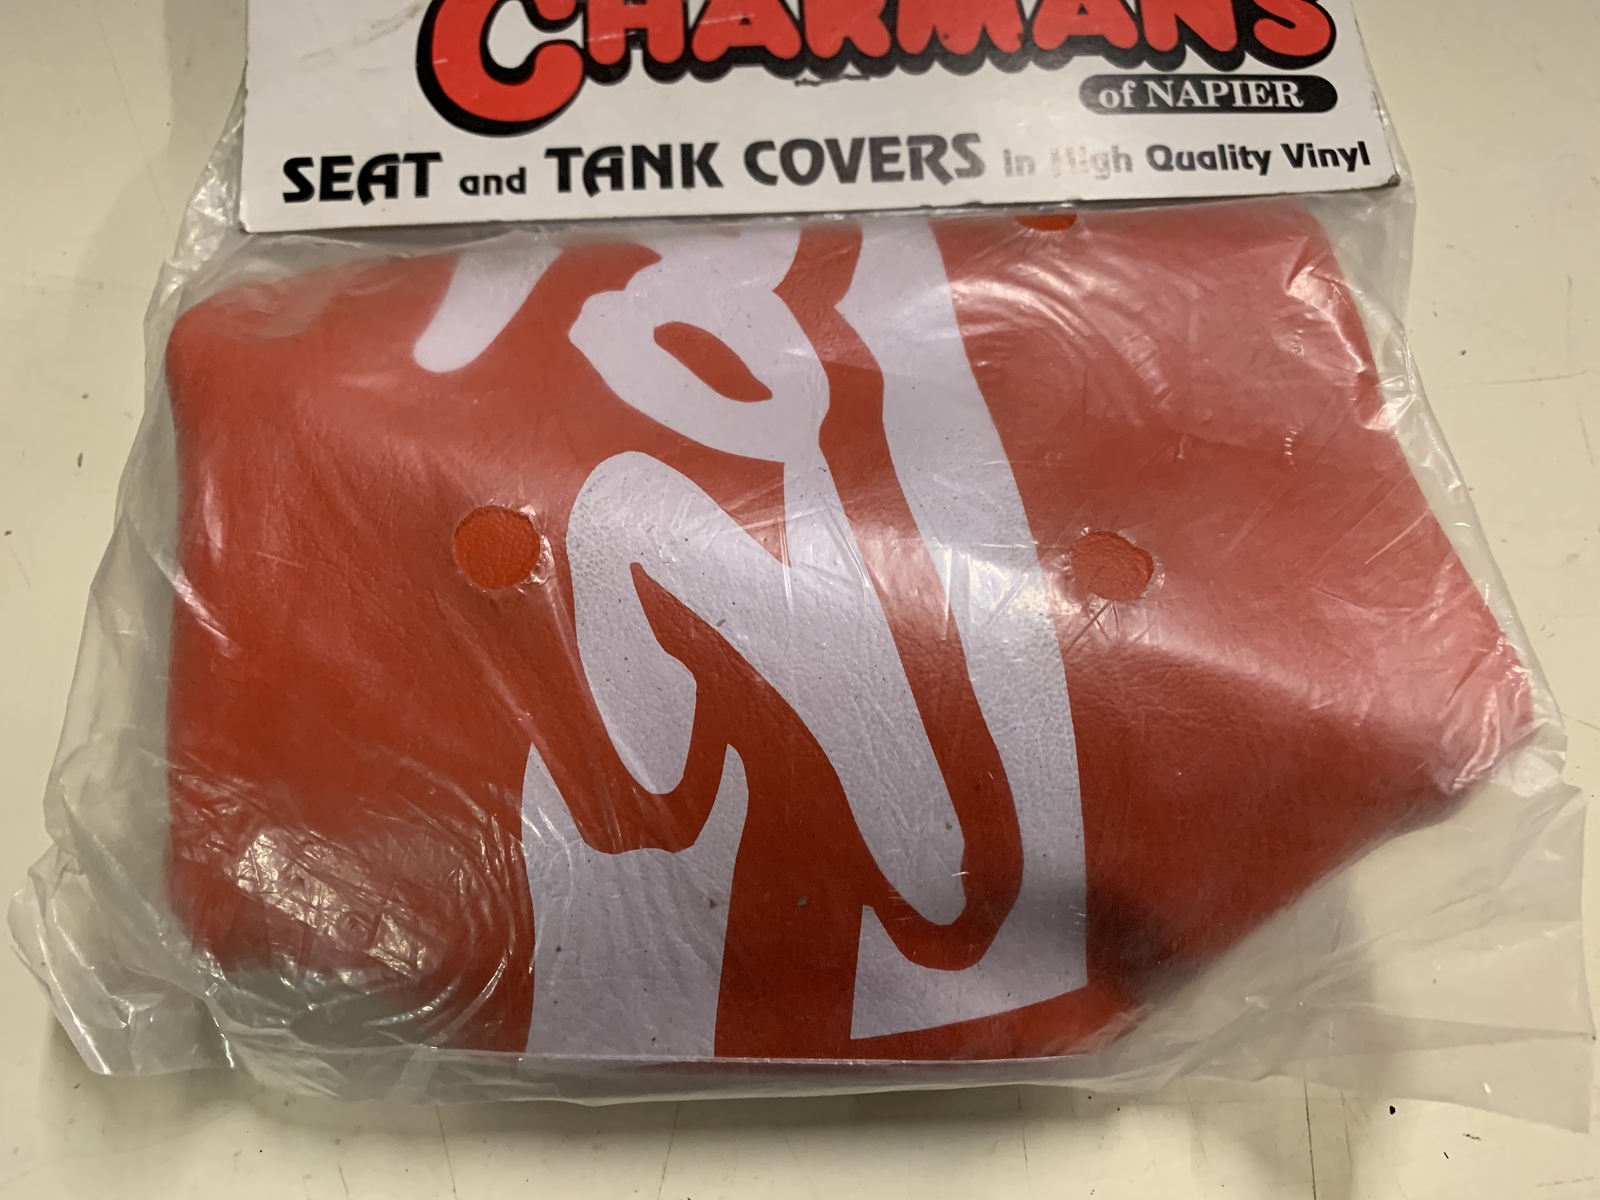 CHARMANS
of NAPIER
SEAT and TANK COVERS in High Quality Vinyl